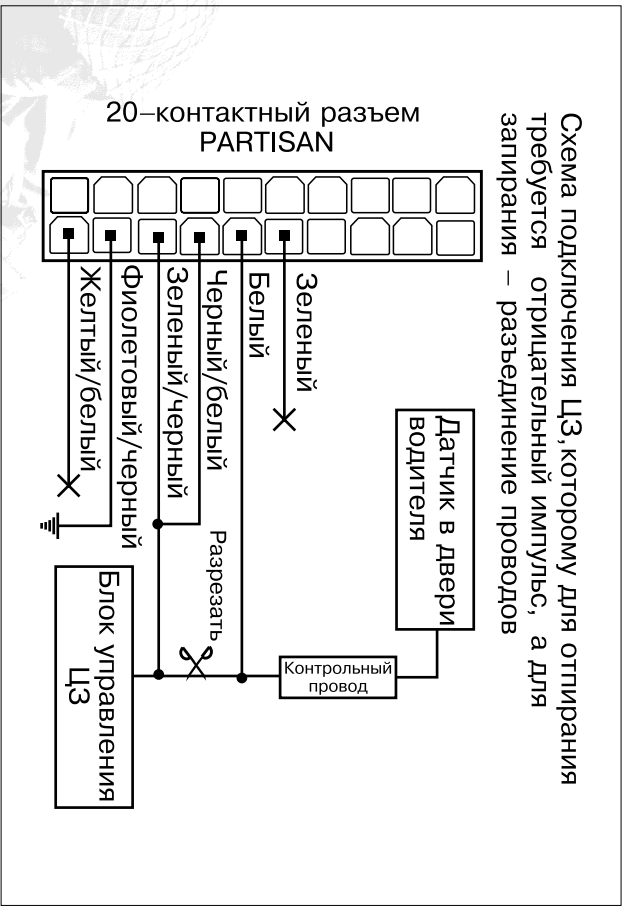 Схема подключения ЦЗ,которому для отпирания
требуется отрицательный импульс, а для
запирания – разъединение проводов
20–контактный разъем
PARTISAN
Зеленый
Белый
Черный/белый
Зеленый/черный
Фиолетовый/черный
Желтый/белый
Датчик в двери
водителя
Разрезать
Контрольный
провод
Блок управления
ЦЗ